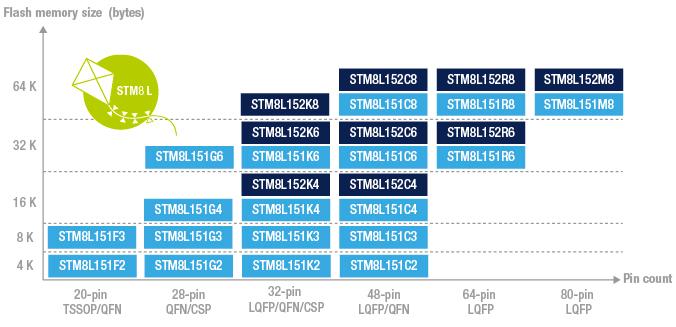 Flash memory size (bytes)
STM8 L
64 K
STM8L152C8 STM8L152R8 STM8L152M8
STM8L152K8 STM8L151C8 STM8L151R8 STM8L151M8
32 K
STM8L152K6 STM8L152C6 STM8L152R6
STM8L151G6 STM8L151K6 STM8L151C6 STM8L151R6
16 K
STM8L152K4 STM8L152C4
STM8L151G4 STM8L151K4 STM8L151C4
8 K STM8L151F3 STM8L151G3 STM8L151K3 STM8L151C3
4 K STM8L151F2 STM8L151G2 STM8L151K2 STM8L151C2
Pin count
20-pin 28-pin 32-pin 48-pin 64-pin 80-pin
TSSOP/QFN QFN/CSP LQFP/QFN/CSP LQFP/QFN LQFP LQFP